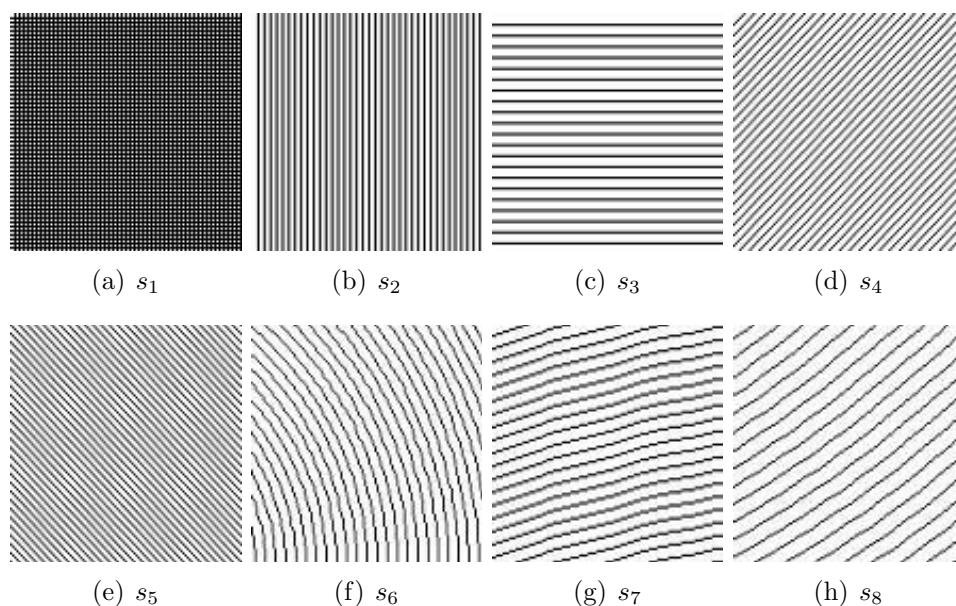 (a) s₁ (b) s₂ (c) s₃ (d) s₄
(e) s₅ (f) s₆ (g) s₇ (h) s₈